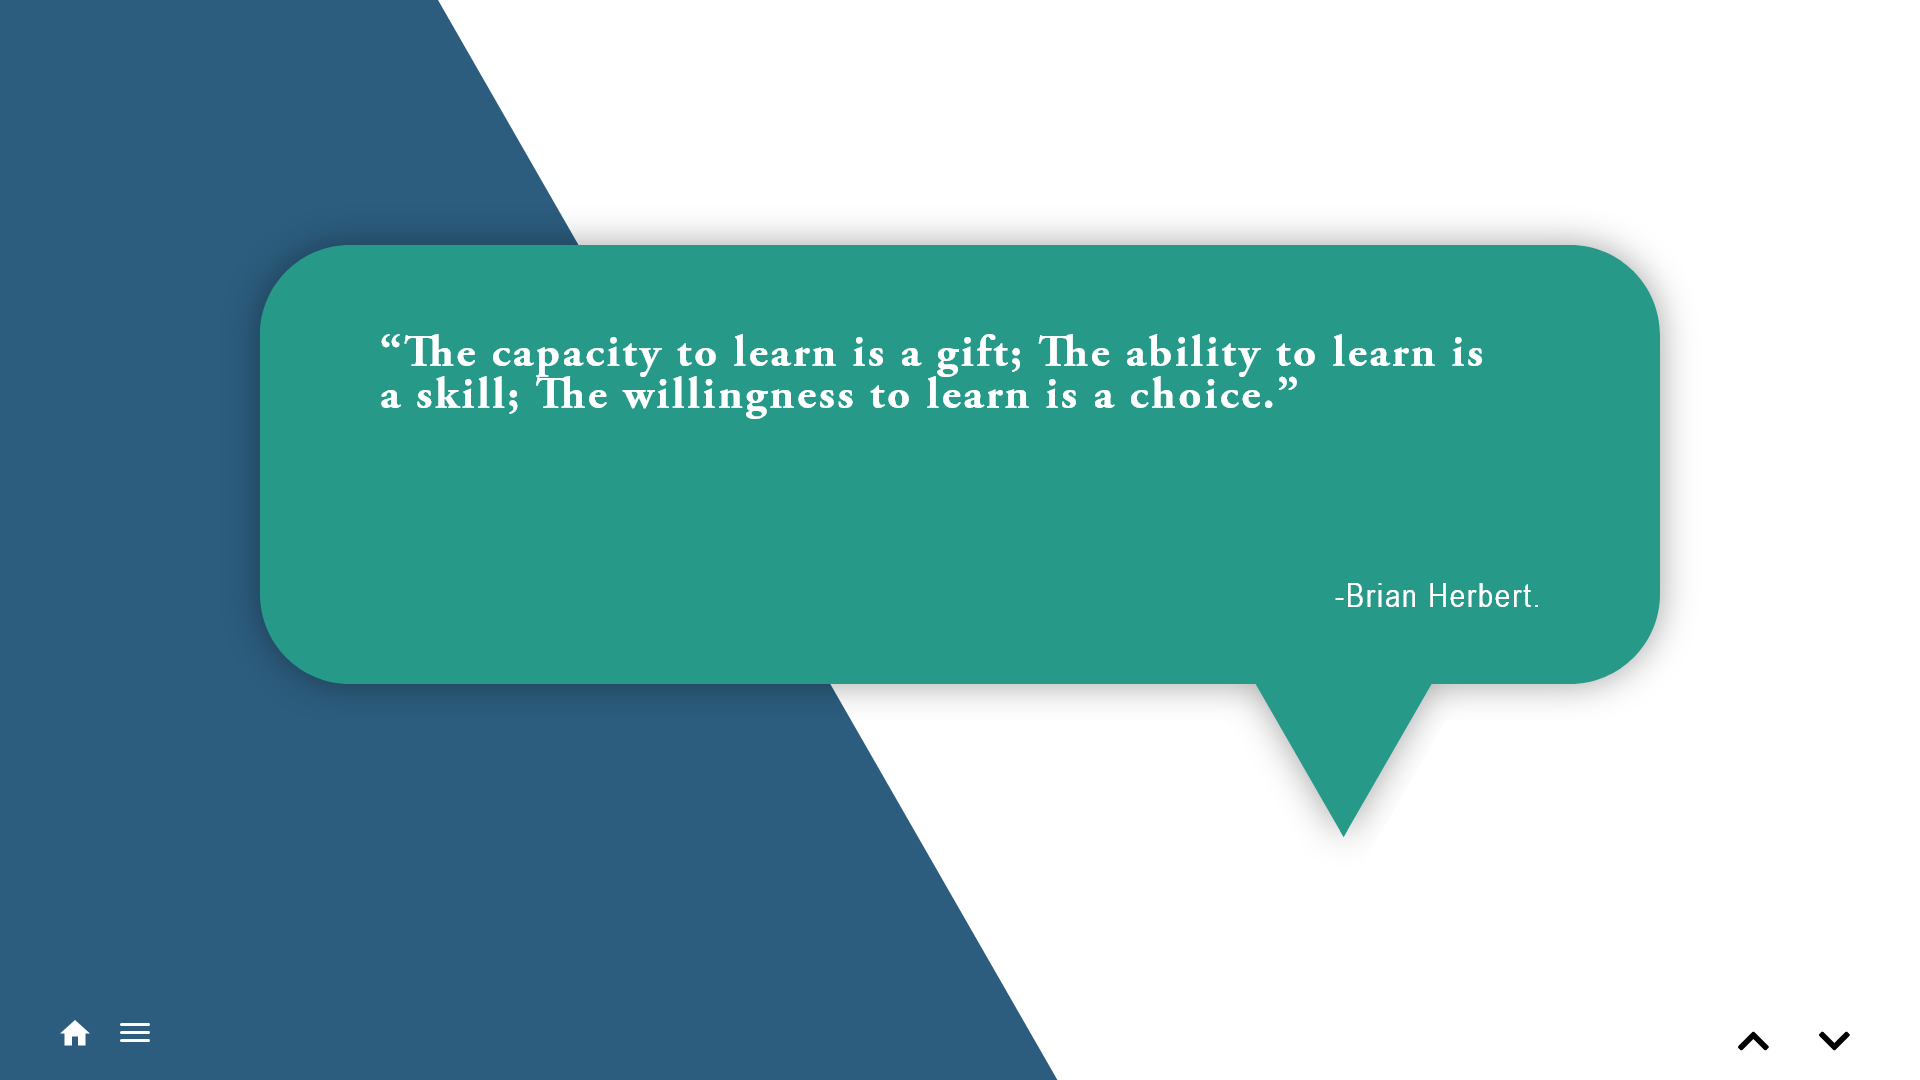 “The capacity to learn is a gift; The ability to learn is
a skill; The willingness to learn is a choice.”
-Brian Herbert.